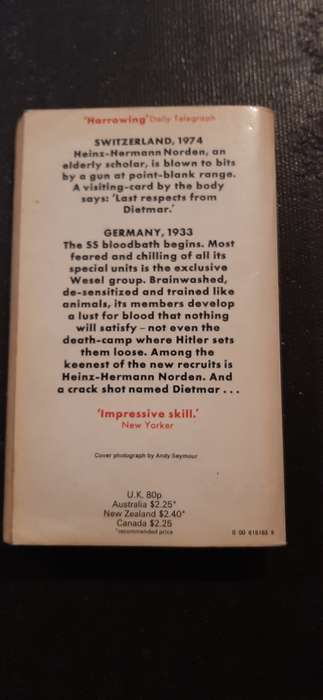 'Harrowing' Daily Telegraph
SWITZERLAND, 1974
Heinz-Hermann Norden, an
elderly scholar, is blown to bits
by a gun at point-blank range.
A visiting-card by the body
says: 'Last respects from
Dietmar.'
GERMANY, 1933
The SS bloodbath begins. Most
feared and chilling of all its
special units is the exclusive
Wesel group. Brainwashed,
de-sensitized and trained like
animals, its members develop
a lust for blood that nothing
will satisfy – not even the
death-camp where Hitler sets
them loose. Among the
keenest of the new recruits is
Heinz-Hermann Norden. And
a crack shot named Dietmar ...
'Impressive skill.'
New Yorker
Cover photograph by Andy Seymour
U.K. 80p
Australia $2.25*
New Zealand $2.40*
Canada $2.25
*recommended price
0 00